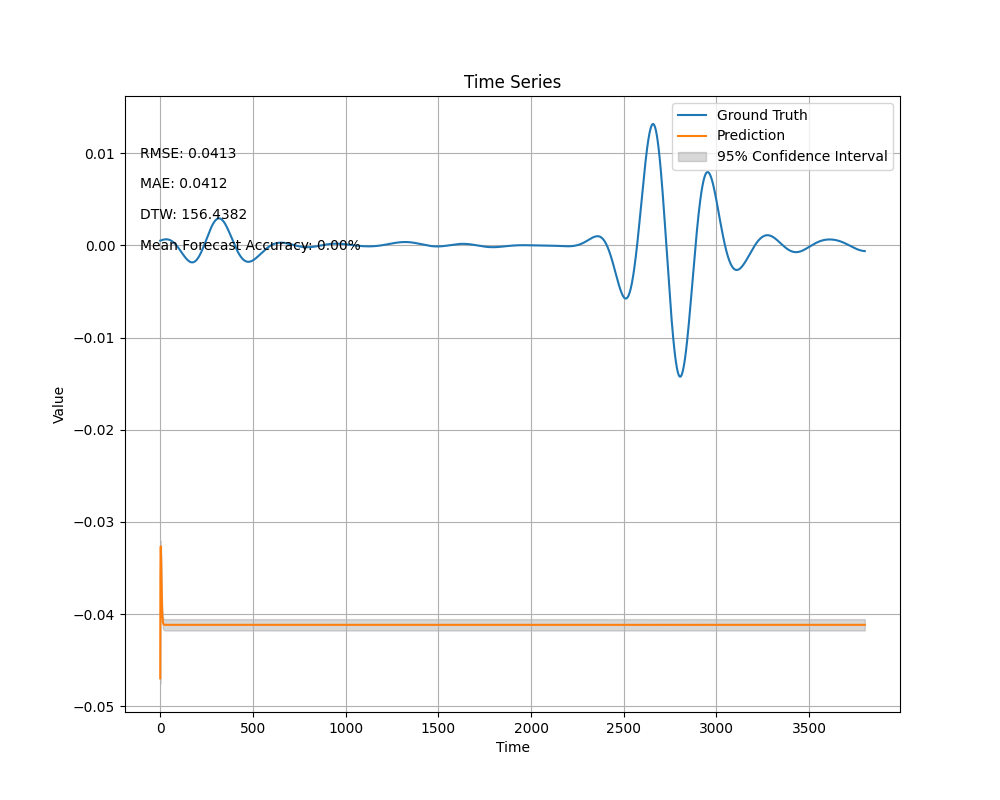 Time Series
Ground Truth
Prediction
95% Confidence Interval
RMSE: 0.0413
MAE: 0.0412
DTW: 156.4382
Mean Forecast Accuracy: 0.00%
Value
0.01
0.00
−0.01
−0.02
−0.03
−0.04
−0.05
0 500 1000 1500 2000 2500 3000 3500
Time